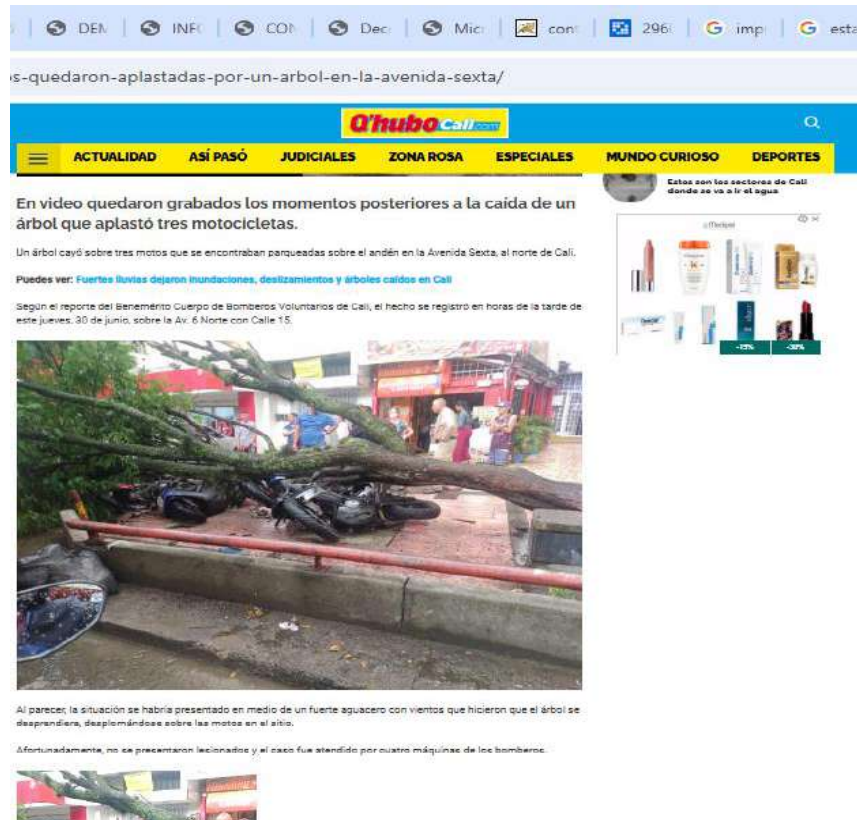 DEN
INF(
CON
Dec
Mic
con
296(
imp
esta
s-quedaron-aplastadas-por-un-arbol-en-la-avenida-sexta/
Q'hubo Cali.com
ACTUALIDAD ASÍ PASÓ JUDICIALES ZONA ROSA ESPECIALES MUNDO CURIOSO DEPORTES
Estos son los sectores de Cali
donde se va a ir el agua
En video quedaron grabados los momentos posteriores a la caída de un
árbol que aplastó tres motocicletas.
Un árbol cayó sobre tres motos que se encontraban parqueadas sobre el andén en la Avenida Sexta, al norte de Cali.
Puedes ver: Fuertes lluvias dejaron inundaciones, deslizamientos y árboles caídos en Cali
Según el reporte del Benemérito Cuerpo de Bomberos Voluntarios de Cali, el hecho se registró en horas de la tarde de
este jueves, 30 de junio, sobre la Av. 6 Norte con Calle 15.
Medipiel
-15% -30%
Al parecer, la situación se habría presentado en medio de un fuerte aguacero con vientos que hicieron que el árbol se
desprendiera, desplomándose sobre las motos en el sitio.
Afortunadamente, no se presentaron lesionados y el caso fue atendido por cuatro máquinas de los bomberos.